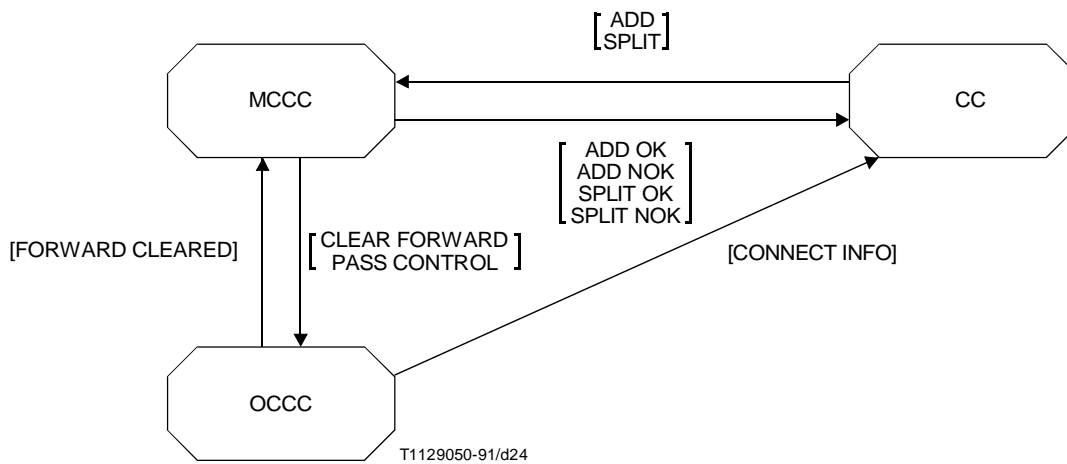 [ADD
SPLIT]
MCCC
CC
[ADD OK
ADD NOK
SPLIT OK
SPLIT NOK]
[FORWARD CLEARED]
[CLEAR FORWARD
PASS CONTROL]
[CONNECT INFO]
OCCC
T1129050-91/d24